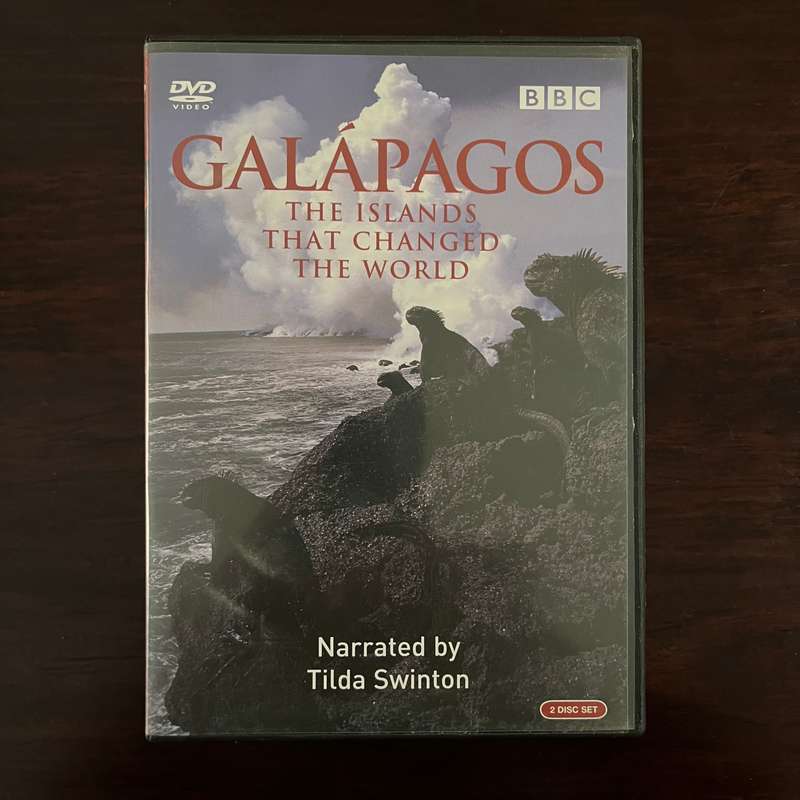 DVD
VIDEO
BBC
GALÁPAGOS
THE ISLANDS
THAT CHANGED
THE WORLD
Narrated by
Tilda Swinton
2 DISC SET